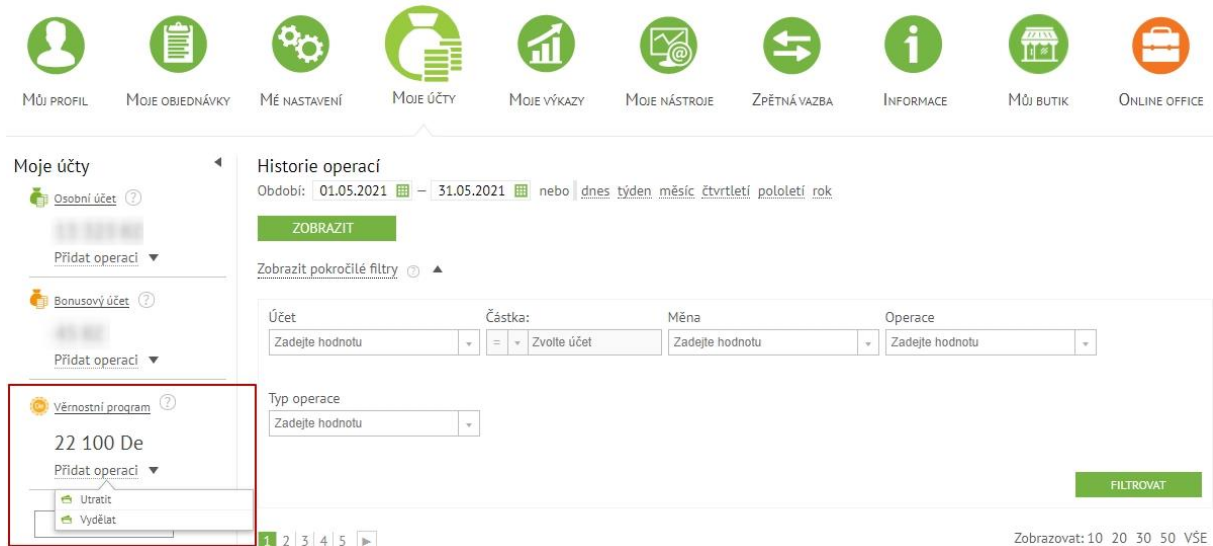 Můj profil Moje objednávky Mé nastavení Moje účty Moje výkazy Moje nástroje Zpětná vazba Informace Můj butik Online office
Moje účty
Osobní účet ?
Přidat operaci
Bonusový účet ?
Přidat operaci
Věrnostní program ?
22 100 De
Přidat operaci
Utratit
Vydělat
Historie operací
Období: 01.05.2021 – 31.05.2021 nebo dnes týden měsíc čtvrtletí pololetí rok
ZOBRAZIT
Zobrazit pokročilé filtry ?
Účet Částka: Měna Operace
Zadejte hodnotu = Zvolte účet Zadejte hodnotu Zadejte hodnotu
Typ operace
Zadejte hodnotu
FILTROVAT
1 2 3 4 5 Zobrazovat: 10 20 30 50 VŠE